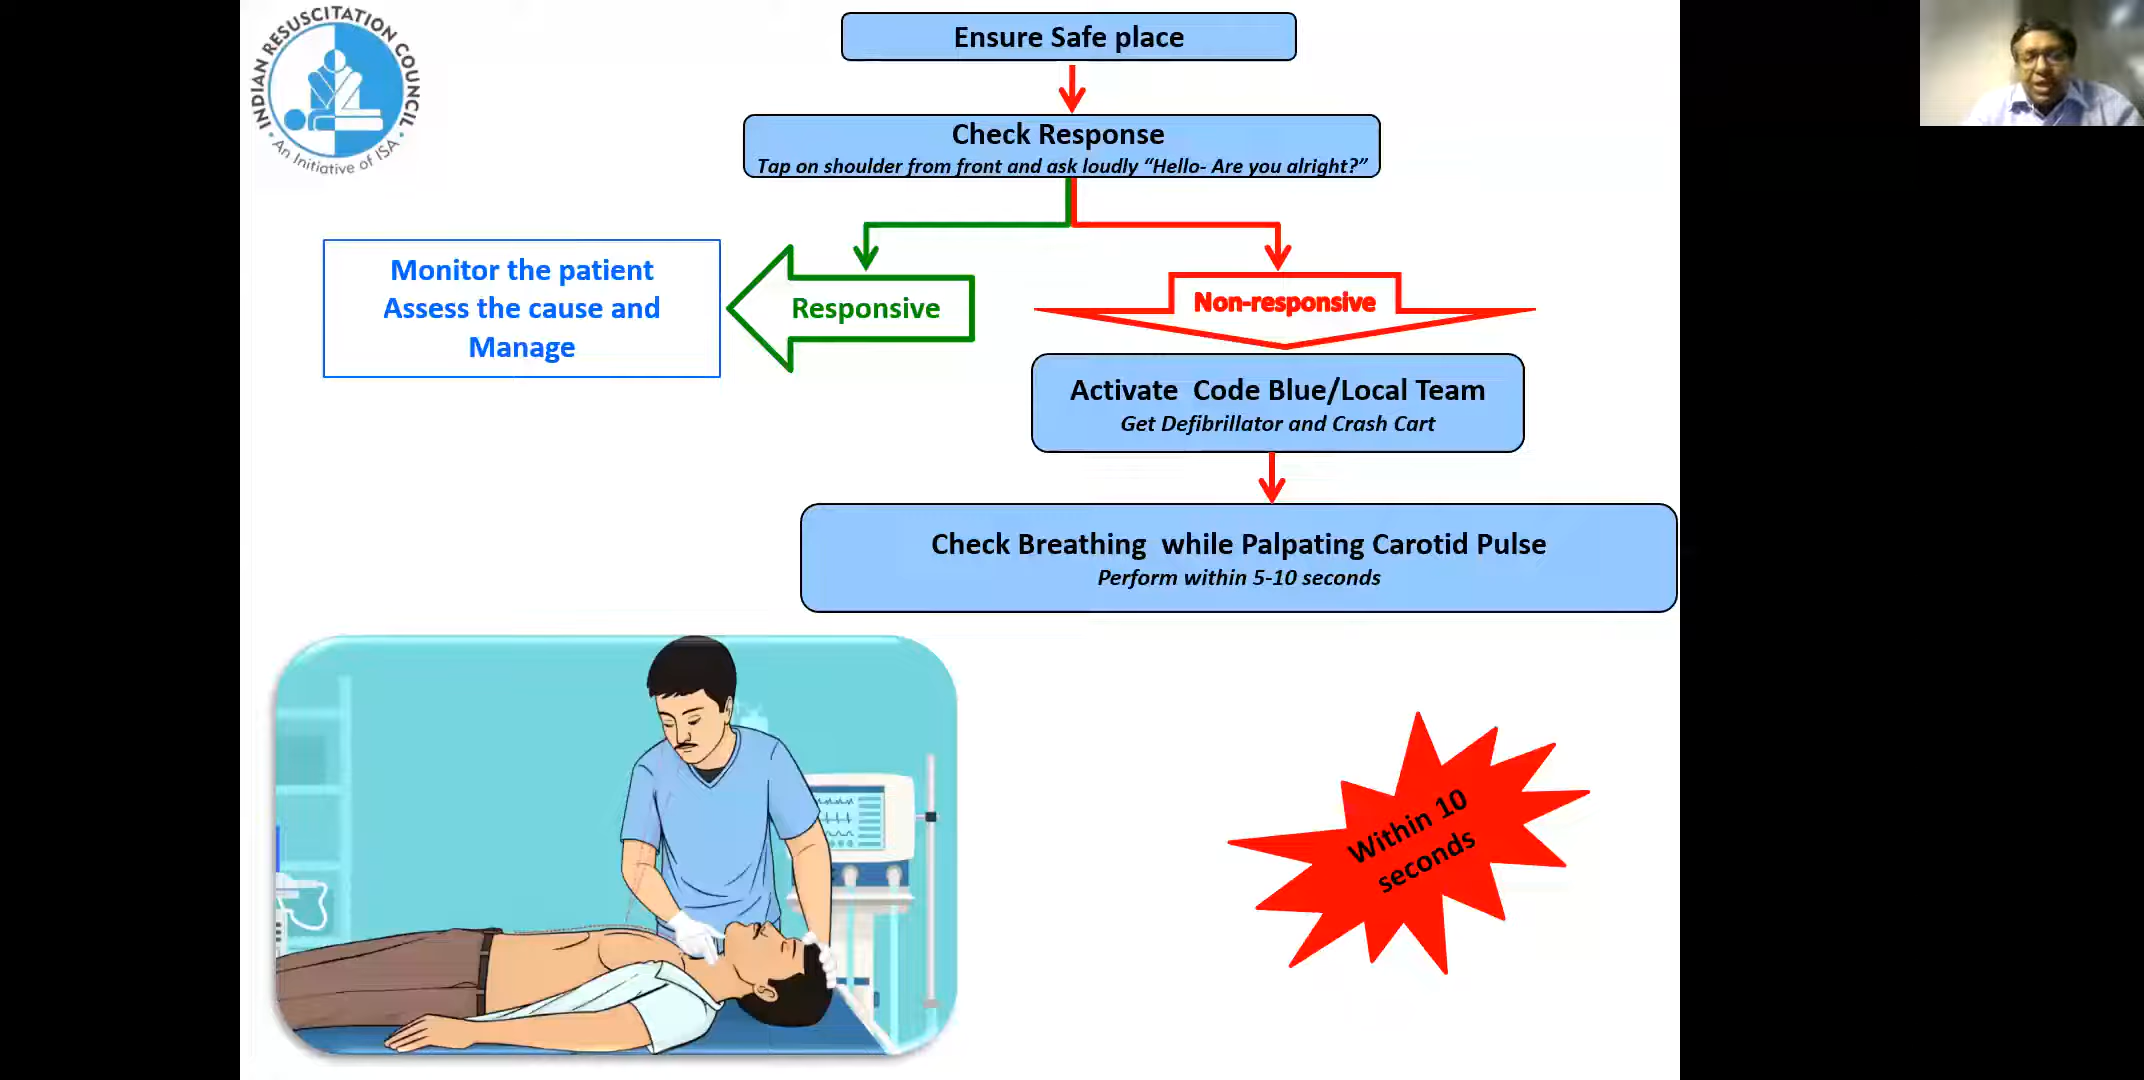 INDIAN RESUSCITATION COUNCIL
An Initiative of ISA
Ensure Safe place
Check Response
Tap on shoulder from front and ask loudly “Hello- Are you alright?”
Monitor the patient
Assess the cause and
Manage
Responsive
Non-responsive
Activate Code Blue/Local Team
Get Defibrillator and Crash Cart
Check Breathing while Palpating Carotid Pulse
Perform within 5-10 seconds
Within 10
seconds